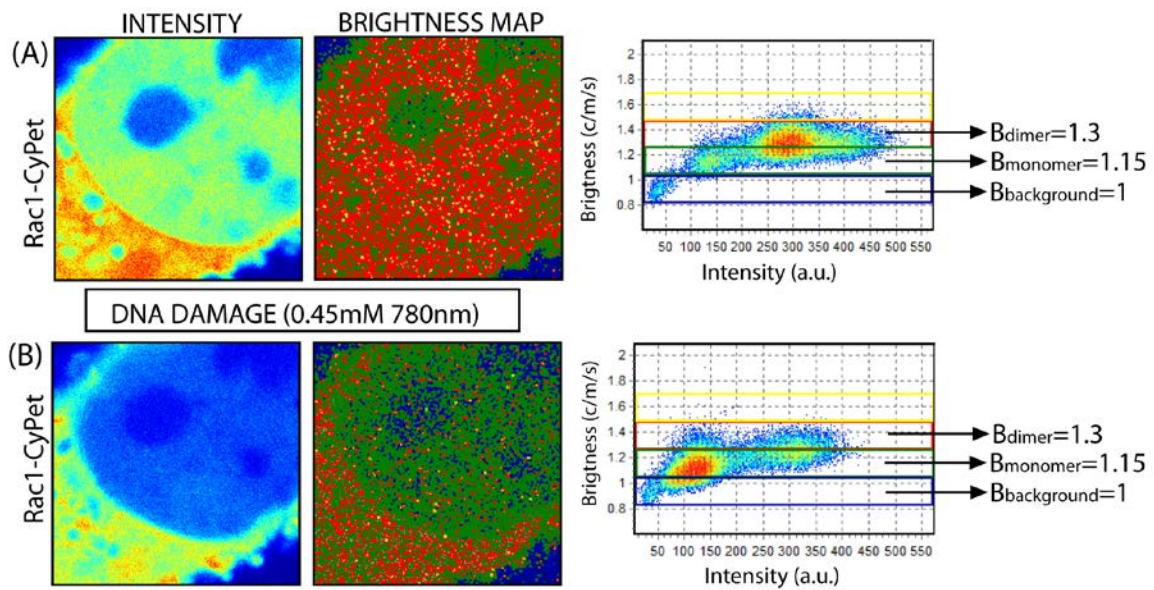 INTENSITY BRIGHTNESS MAP
(A)
Rac1-CyPet
Brigtness (c/m/s)
2
1.8
1.6
1.4
1.2
1
0.8
50 100 150 200 250 300 350 400 450 500 550
Intensity (a.u.)
Bdimer=1.3
Bmonomer=1.15
Bbackground=1
DNA DAMAGE (0.45mM 780nm)
(B)
Rac1-CyPet
Brigtness (c/m/s)
2
1.8
1.6
1.4
1.2
1
0.8
50 100 150 200 250 300 350 400 450 500 550
Intensity (a.u.)
Bdimer=1.3
Bmonomer=1.15
Bbackground=1